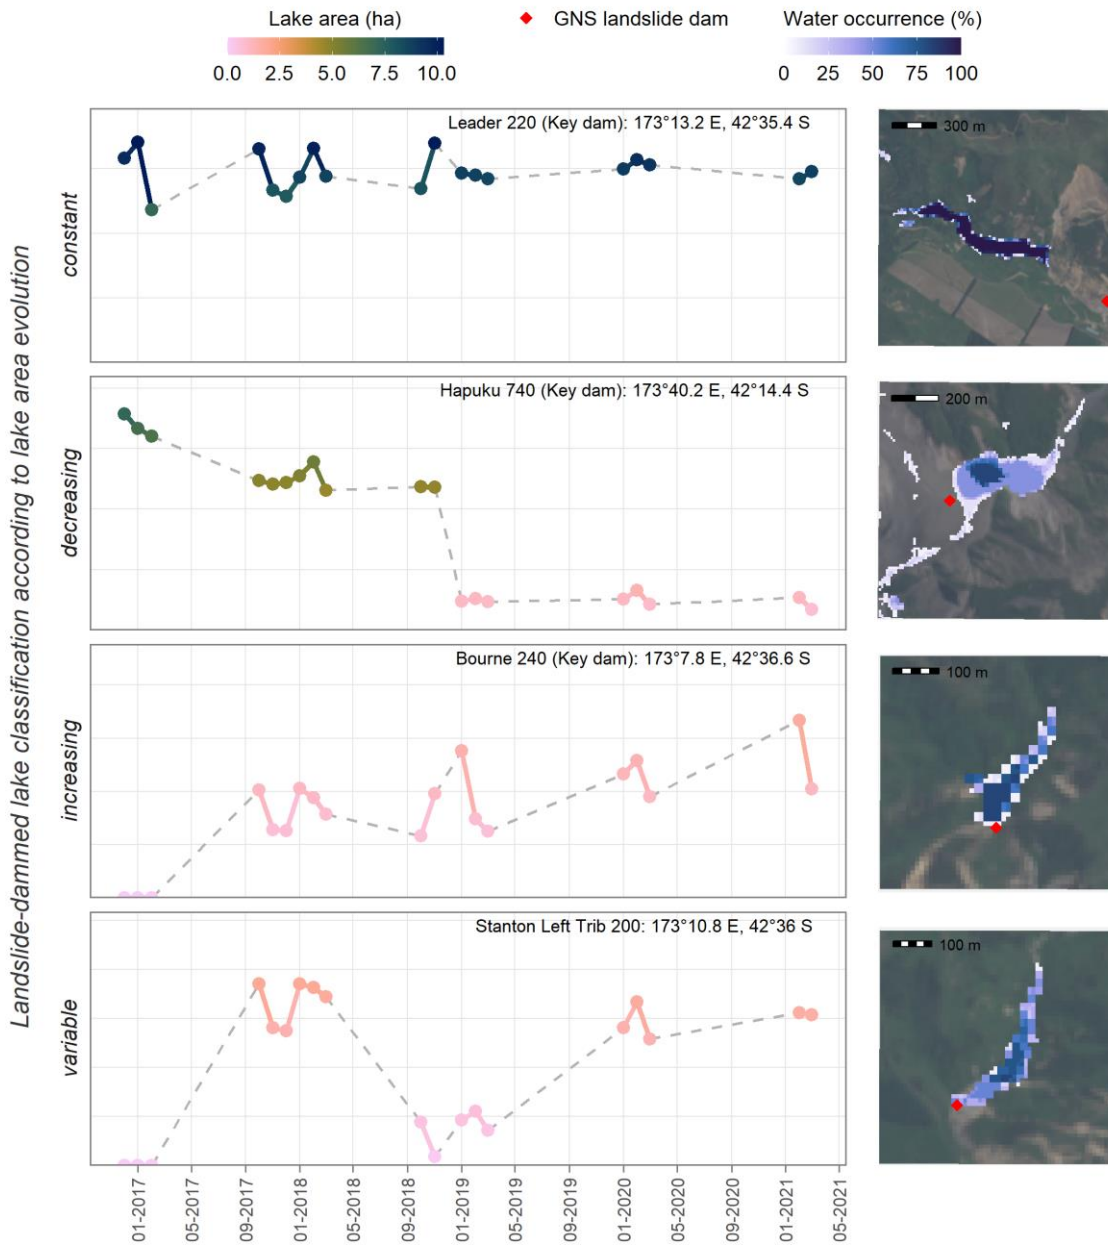 Lake area (ha)
0.0 2.5 5.0 7.5 10.0
GNS landslide dam
Water occurrence (%)
0 25 50 75 100
Landslide-dammed lake classification according to lake area evolution
constant
Leader 220 (Key dam): 173°13.2 E, 42°35.4 S
300 m
decreasing
Hapuku 740 (Key dam): 173°40.2 E, 42°14.4 S
200 m
increasing
Bourne 240 (Key dam): 173°7.8 E, 42°36.6 S
100 m
variable
Stanton Left Trib 200: 173°10.8 E, 42°36 S
100 m
01-2017
05-2017
09-2017
01-2018
05-2018
09-2018
01-2019
05-2019
09-2019
01-2020
05-2020
09-2020
01-2021
05-2021